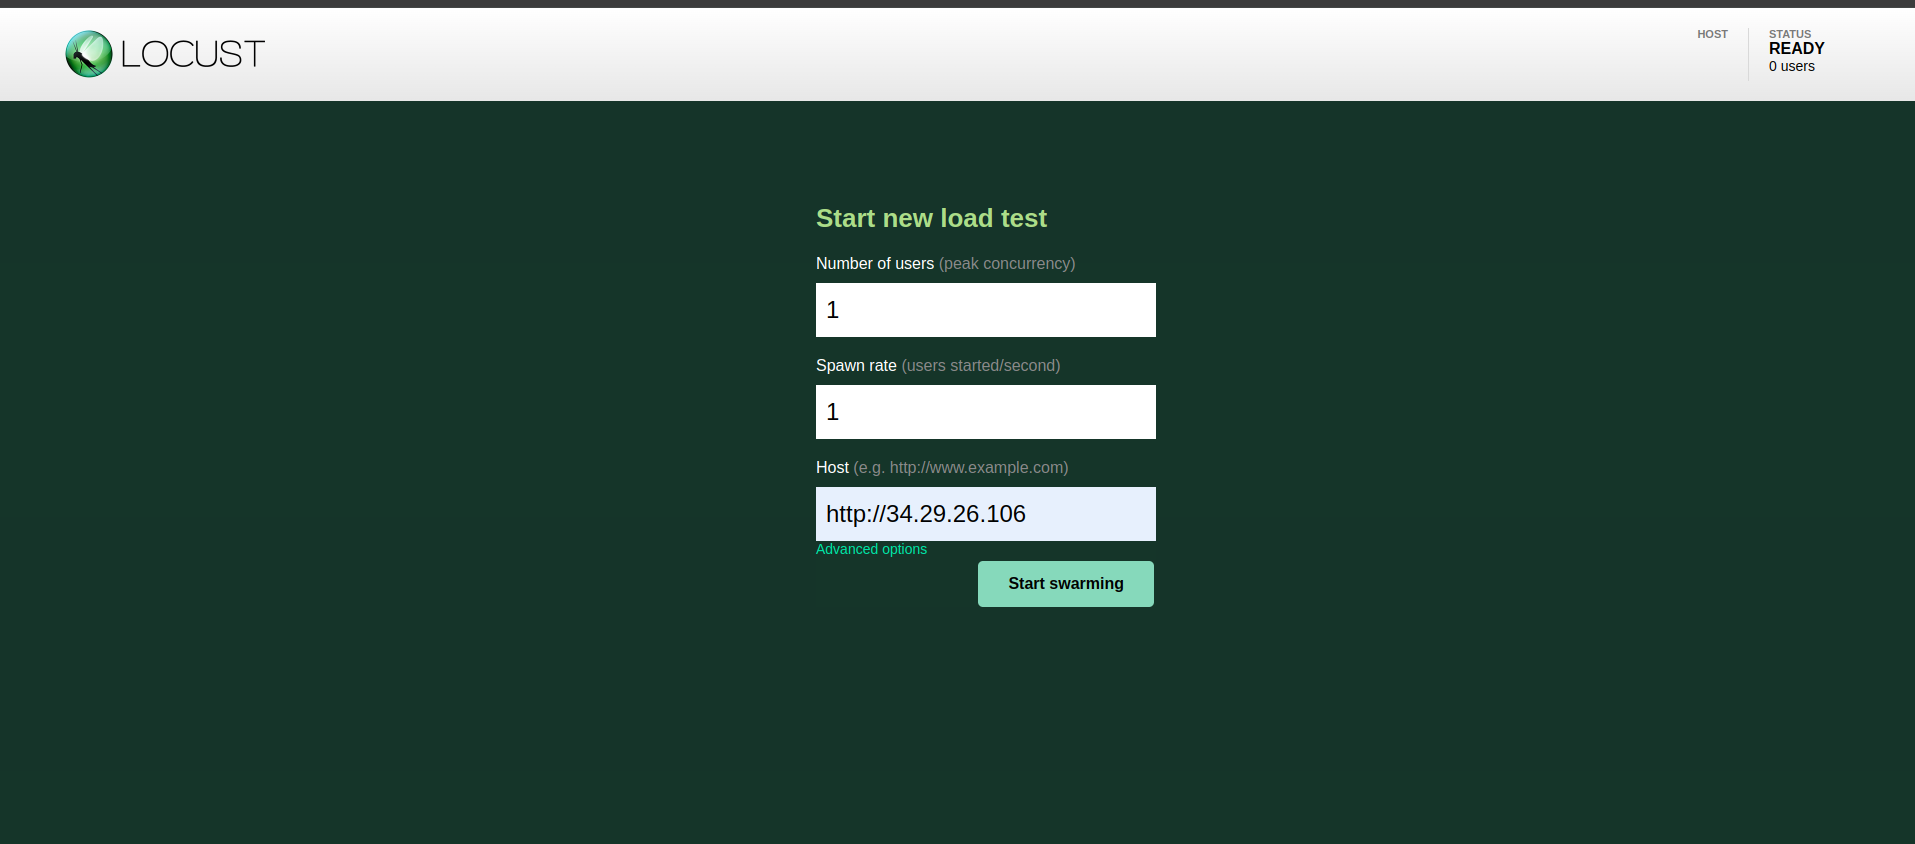 LOCUST
HOST
STATUS
READY
0 users
Start new load test
Number of users (peak concurrency)
1
Spawn rate (users started/second)
1
Host (e.g. http://www.example.com)
http://34.29.26.106
Advanced options
Start swarming